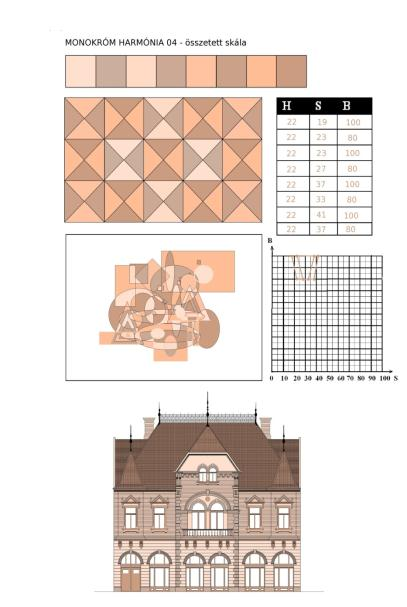 MONOKRÓM HARMÓNIA 04 - összetett skála
H S B
22 19 100
22 23 80
22 23 100
22 27 80
22 37 100
22 33 80
22 41 100
22 37 80
B
0 10 20 30 40 50 60 70 80 90 100 S